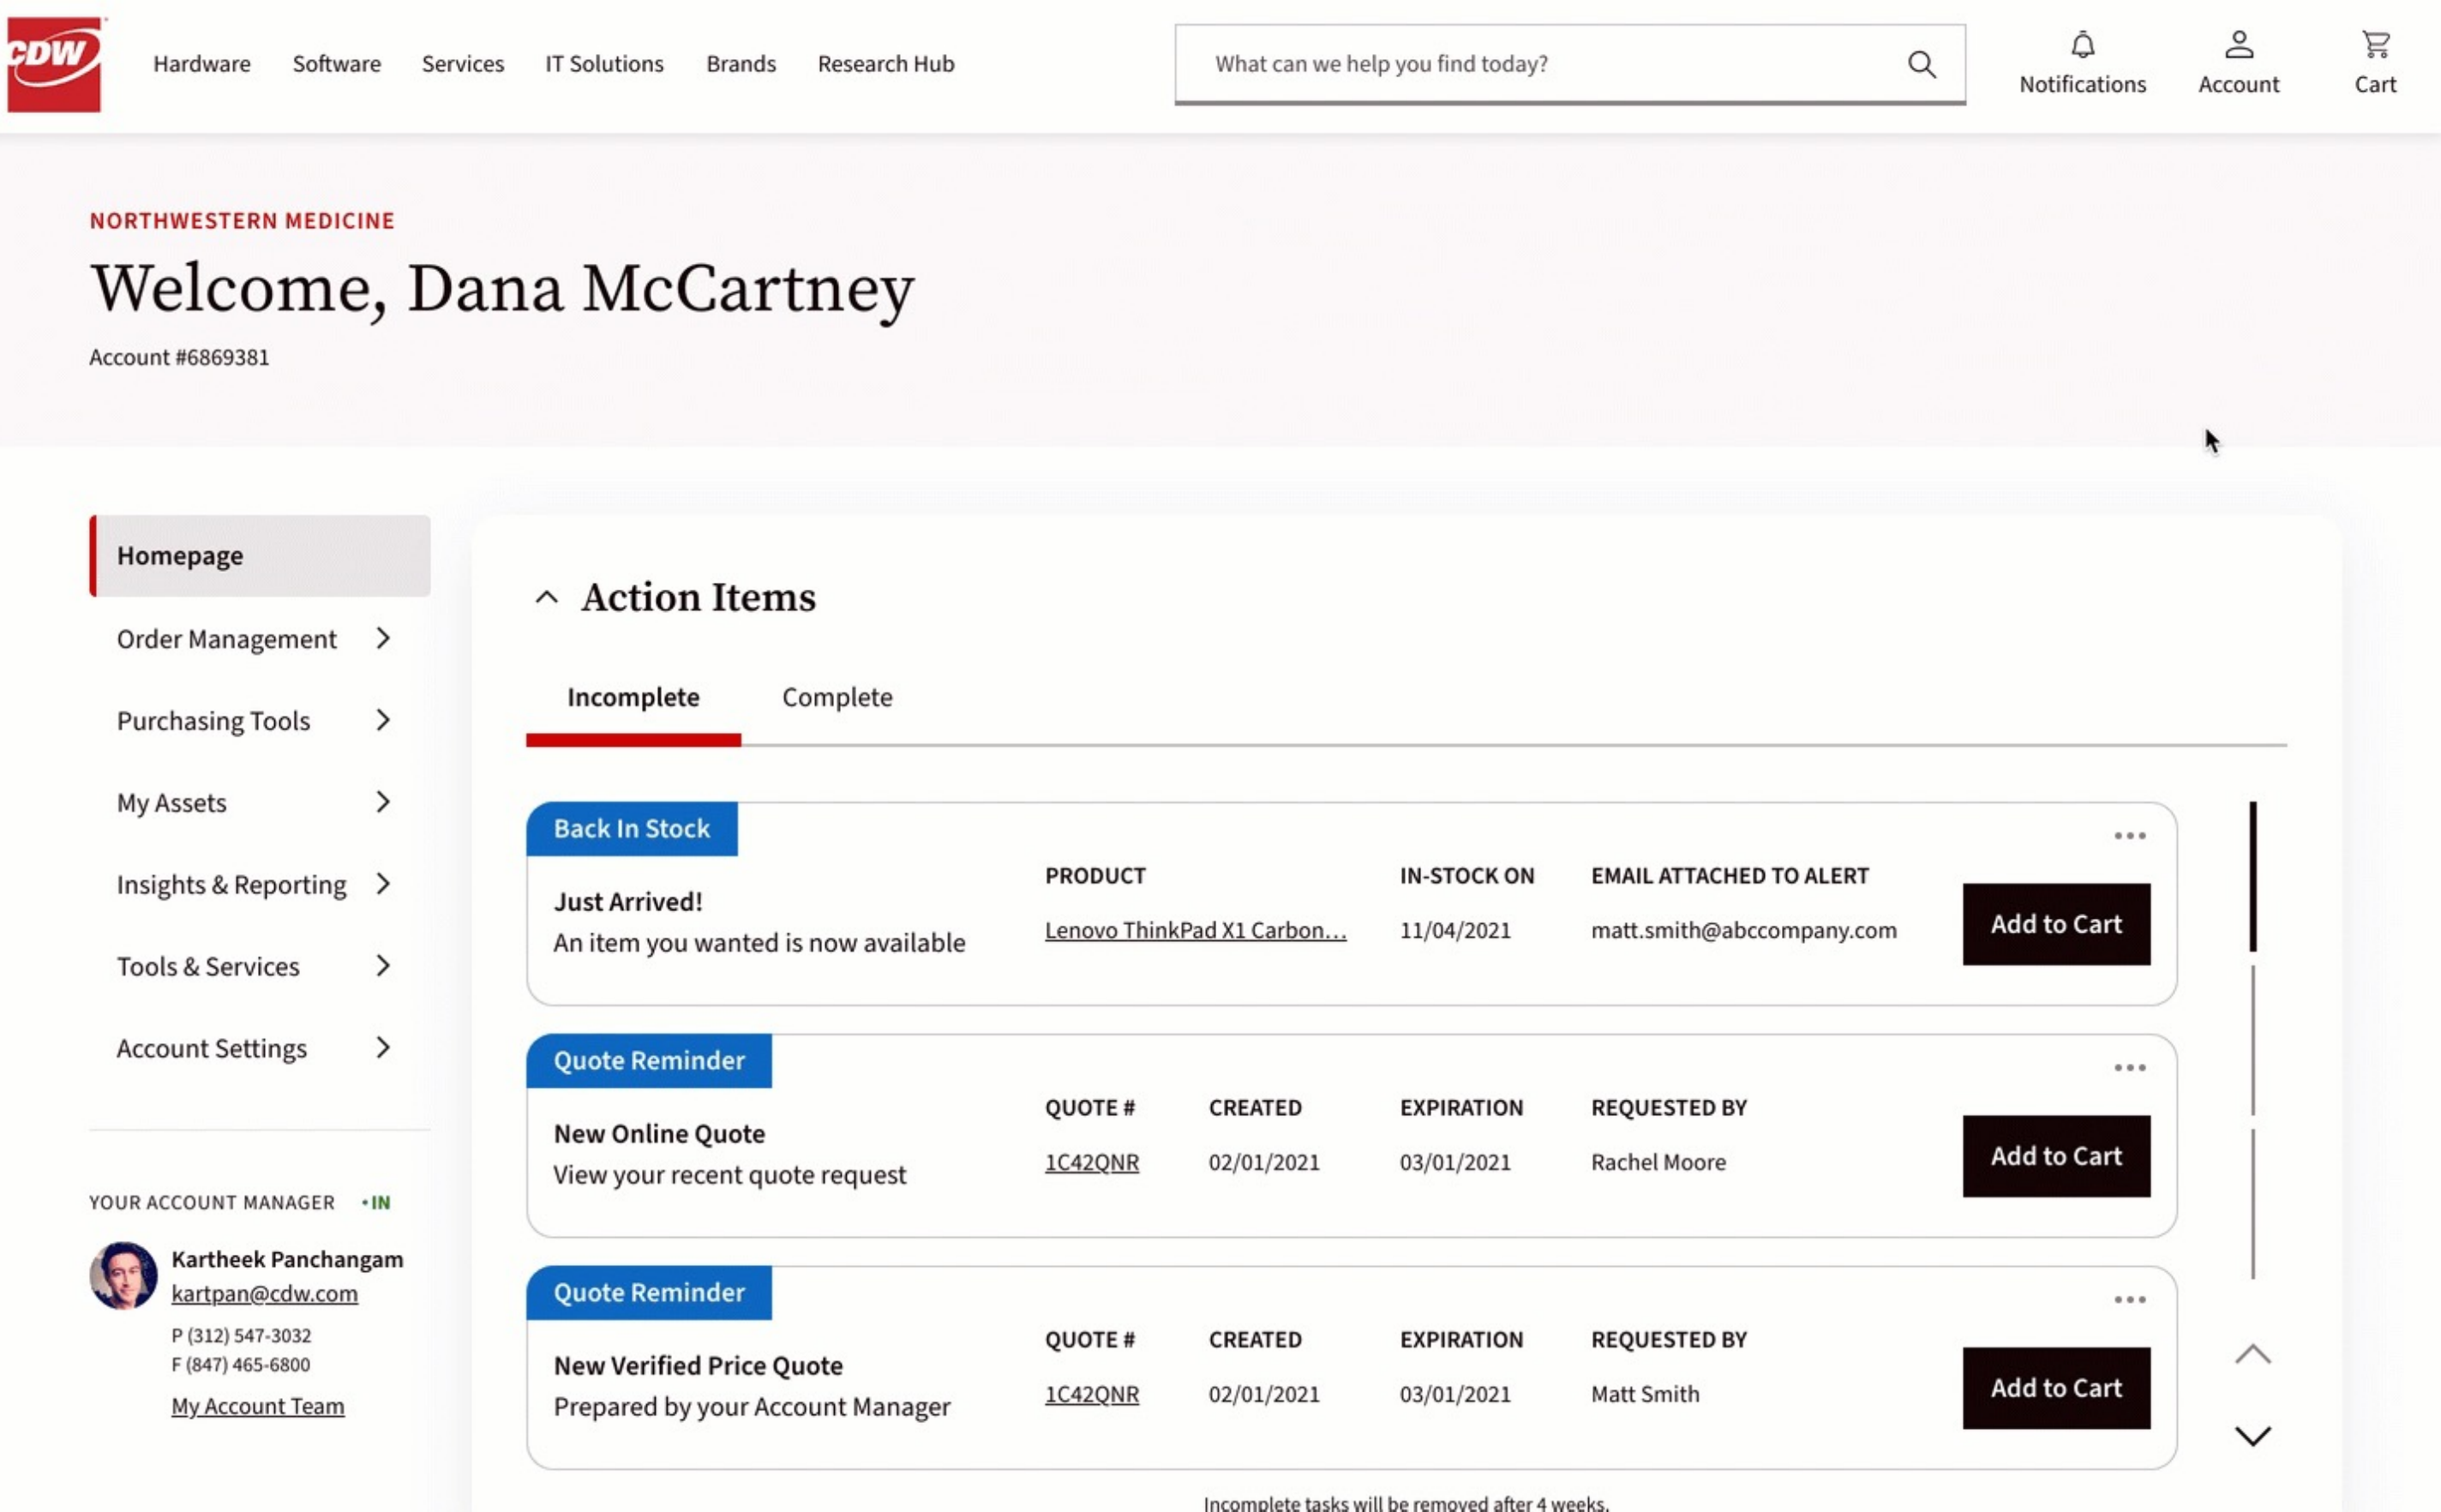 CDW
Hardware Software Services IT Solutions Brands Research Hub
What can we help you find today?
Notifications Account Cart
NORTHWESTERN MEDICINE
Welcome, Dana McCartney
Account #6869381
Homepage
Order Management
Purchasing Tools
My Assets
Insights & Reporting
Tools & Services
Account Settings
YOUR ACCOUNT MANAGER • IN
Kartheek Panchangam
kartpan@cdw.com
P (312) 547-3032
F (847) 465-6800
My Account Team
Action Items
Incomplete Complete
Back In Stock
Just Arrived!
An item you wanted is now available
PRODUCT IN-STOCK ON EMAIL ATTACHED TO ALERT
Lenovo ThinkPad X1 Carbon... 11/04/2021 matt.smith@abccompany.com
Add to Cart
Quote Reminder
New Online Quote
View your recent quote request
QUOTE # CREATED EXPIRATION REQUESTED BY
1C42QNR 02/01/2021 03/01/2021 Rachel Moore
Add to Cart
Quote Reminder
New Verified Price Quote
Prepared by your Account Manager
QUOTE # CREATED EXPIRATION REQUESTED BY
1C42QNR 02/01/2021 03/01/2021 Matt Smith
Add to Cart
Incomplete tasks will be removed after 4 weeks.